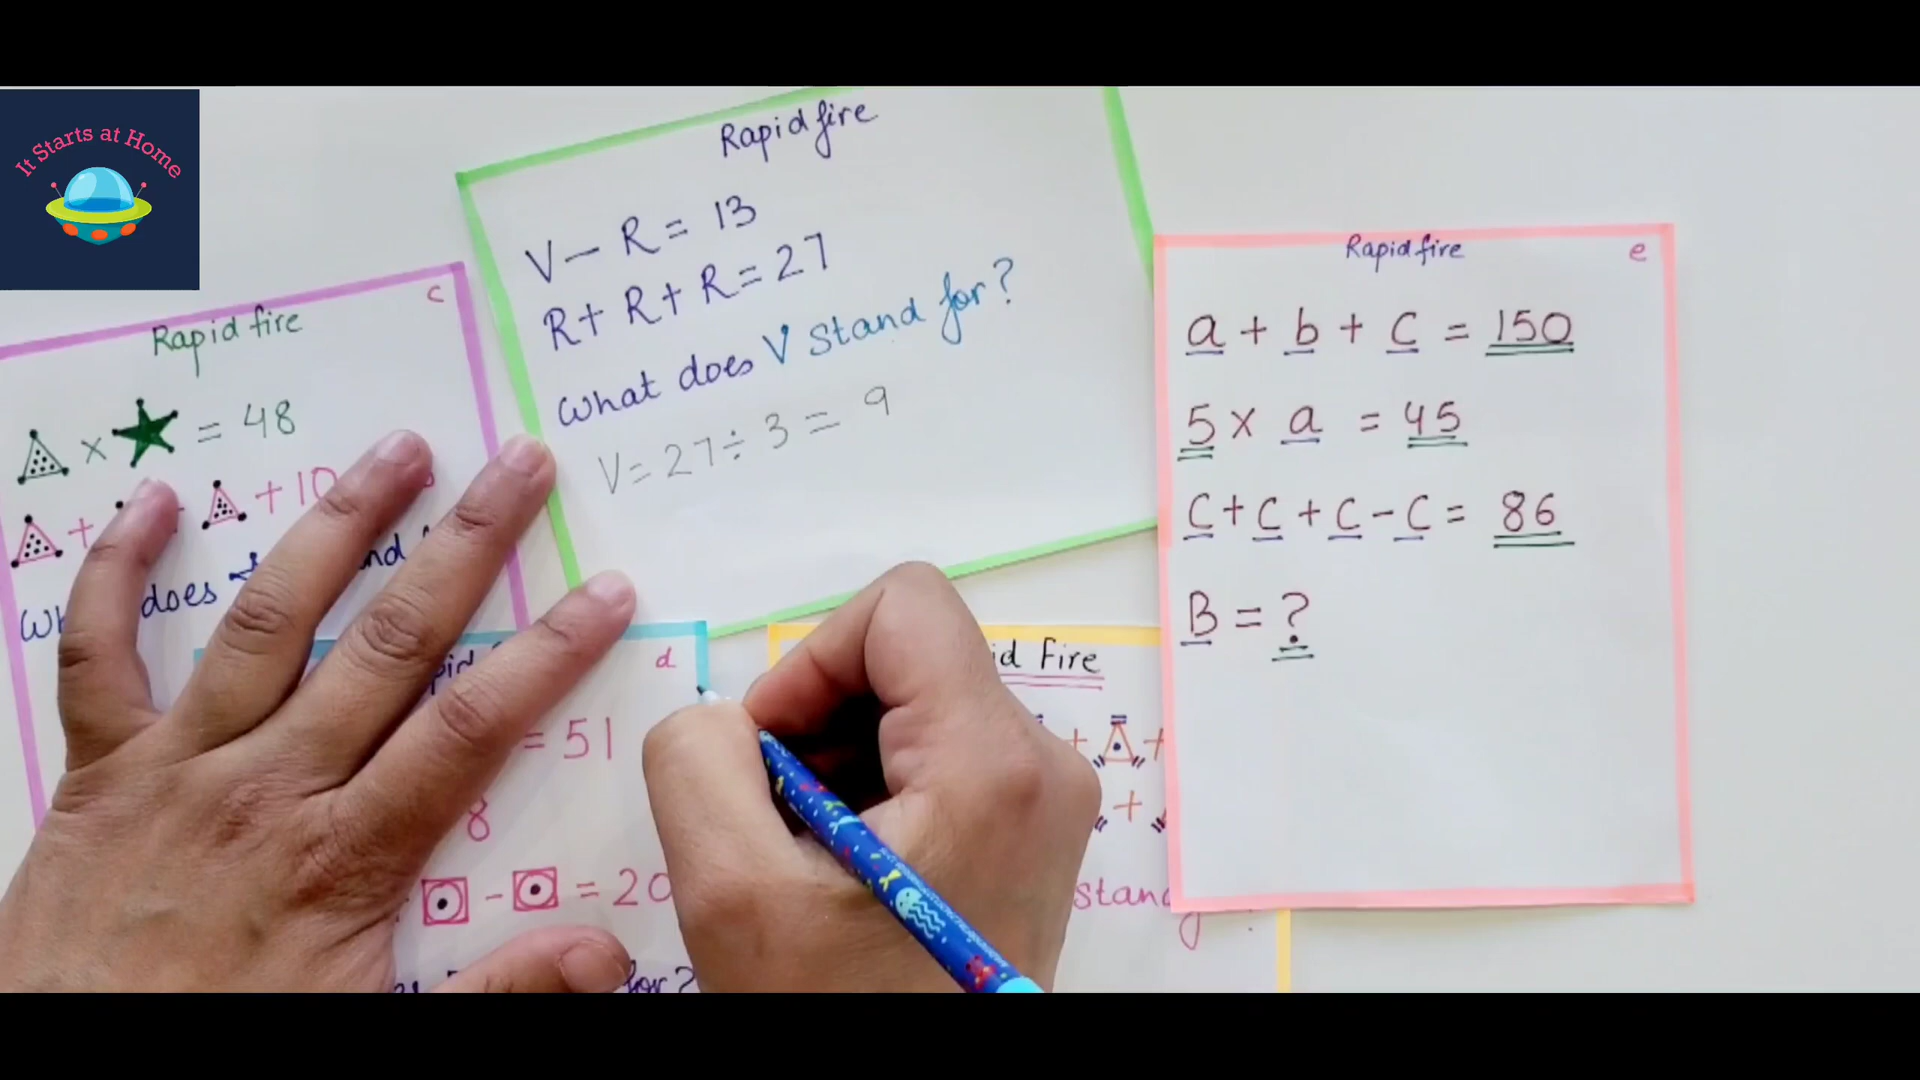 It Starts at Home
Rapid fire
V - R = 13
R + R + R = 27
What does V stand for?
V = 27 ÷ 3 = 9
c
Rapid fire
× = 48
+ + + 10
does
d
= 51
8
- = 20
for?
Fire
+ +
+
Stand
Rapid fire e
a + b + c = 150
5 × a = 45
c + c + c - c = 86
B = ?